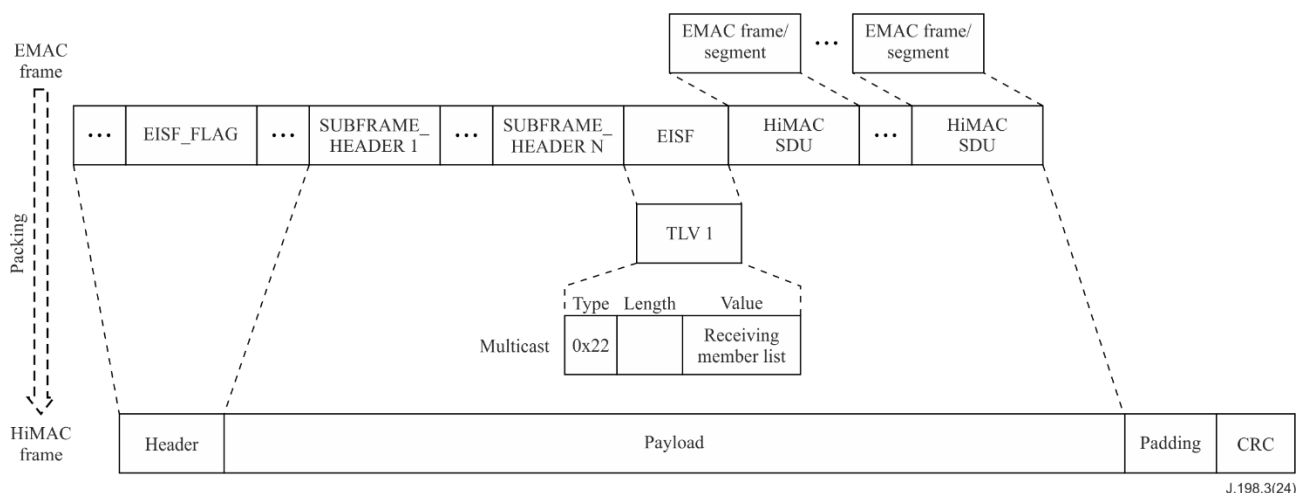 EMAC frame/
segment
...
EMAC frame/
segment
EMAC
frame
...
EISF_FLAG
...
SUBFRAME_
HEADER 1
...
SUBFRAME_
HEADER N
EISF
HiMAC
SDU
...
HiMAC
SDU
Packing
TLV 1
Type Length Value
Multicast
0x22
Receiving
member list
HiMAC
frame
Header
Payload
Padding
CRC
J.198.3(24)